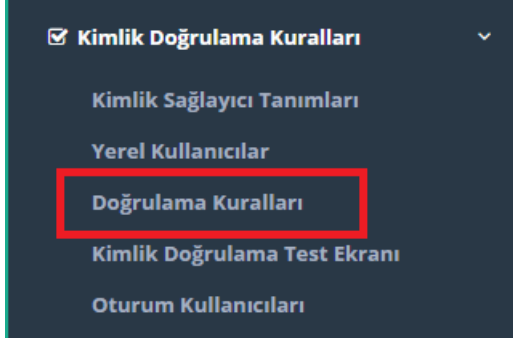 Kimlik Doğrulama Kuralları
Kimlik Sağlayıcı Tanımları
Yerel Kullanıcılar
Doğrulama Kuralları
Kimlik Doğrulama Test Ekranı
Oturum Kullanıcıları